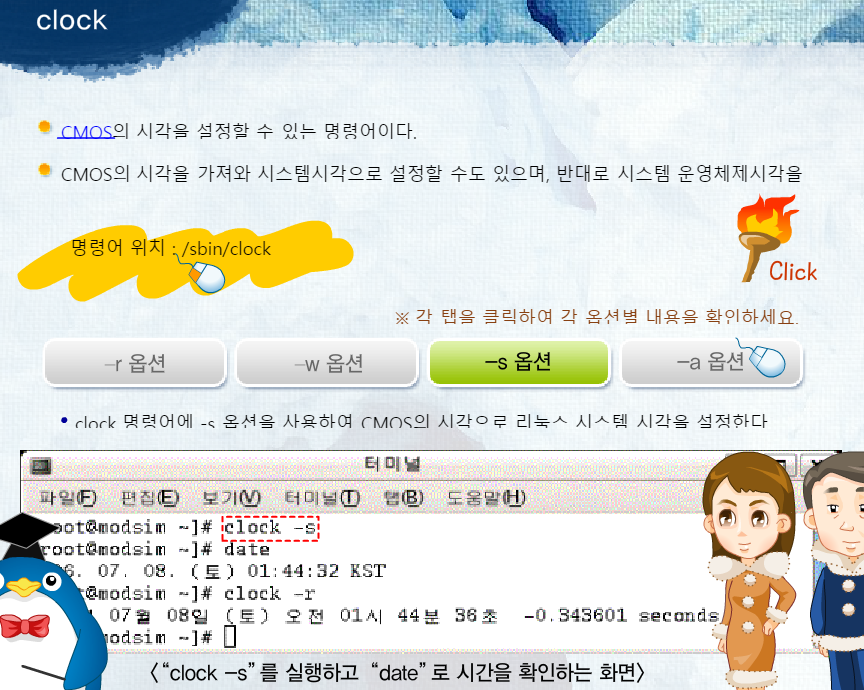 clock
CMOS의 시각을 설정할 수 있는 명령어이다.
CMOS의 시각을 가져와 시스템시각으로 설정할 수도 있으며, 반대로 시스템 운영체제시각을
명령어 위치 : /sbin/clock
Click
※ 각 탭을 클릭하여 각 옵션별 내용을 확인하세요.
–r 옵션 –w 옵션 –s 옵션 –a 옵션
• clock 명령어에 -s 옵션을 사용하여 CMOS의 시각으로 리눅스 시스템 시각을 설정한다
터미널
파일(F) 편집(E) 보기(V) 터미널(T) 탭(B) 도움말(H)
root@modsim ~]# clock –s
root@modsim ~]# date
06. 07. 08. (토) 01:44:32 KST
@modsim ~]# clock –r
07월 08일 (토) 오전 01시 44분 36초 -0.343601 seconds
modsim ~]#
〈“clock –s”를 실행하고 “date”로 시간을 확인하는 화면〉